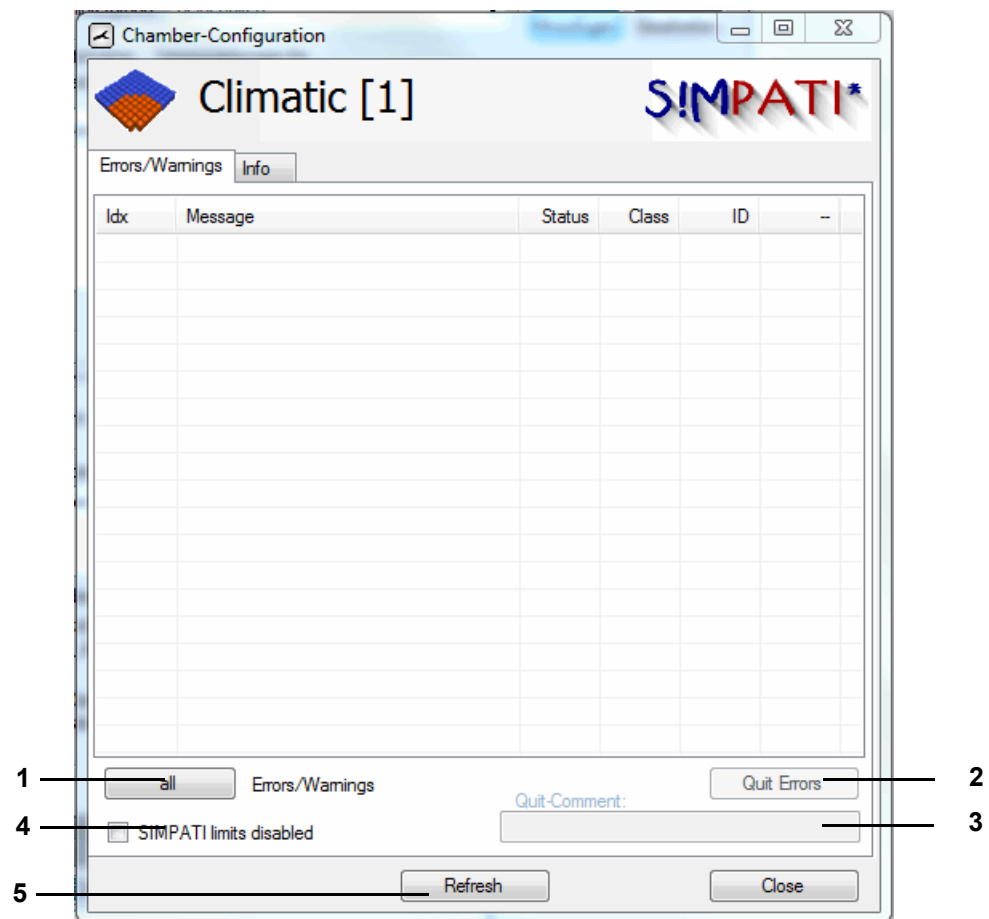 Chamber-Configuration
Climatic [1]
S!MPATI*
Errors/Warnings Info
Idx Message Status Class ID --
1 all Errors/Warnings Quit Errors 2
Quit-Comment:
4 SIMPATI limits disabled 3
5 Refresh Close